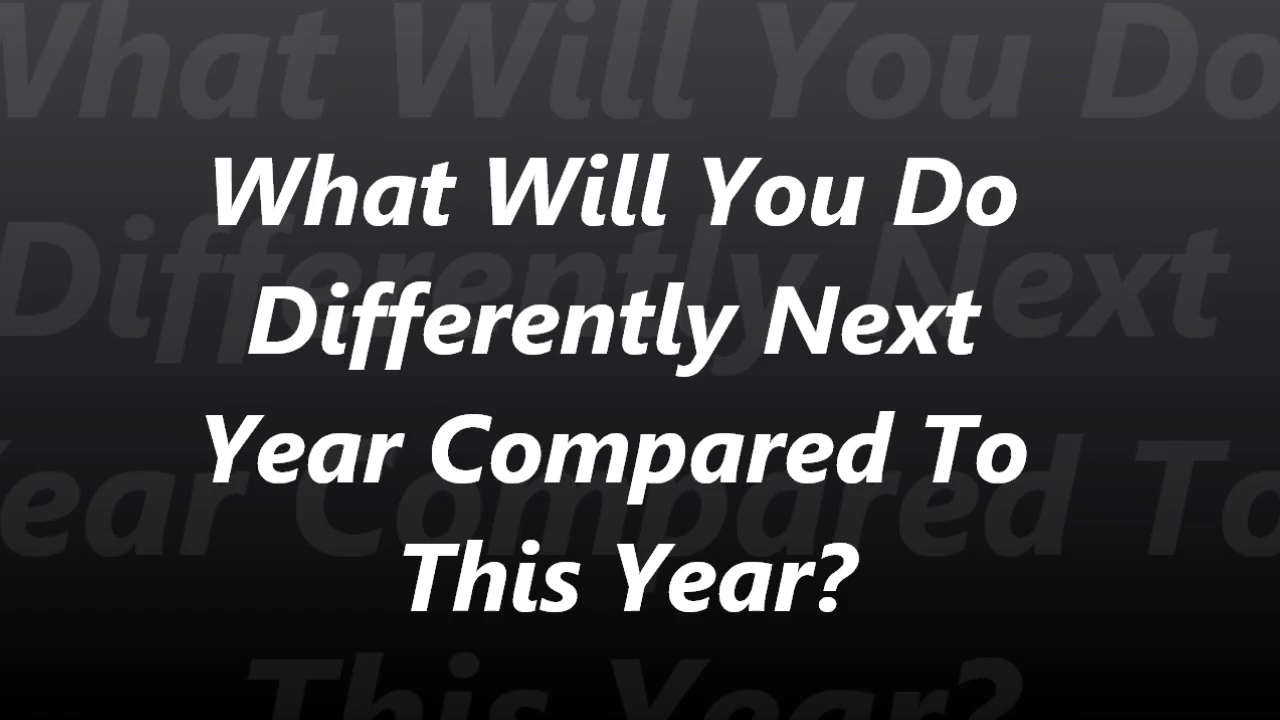 What Will You Do
Differently Next
Year Compared To
This Year?